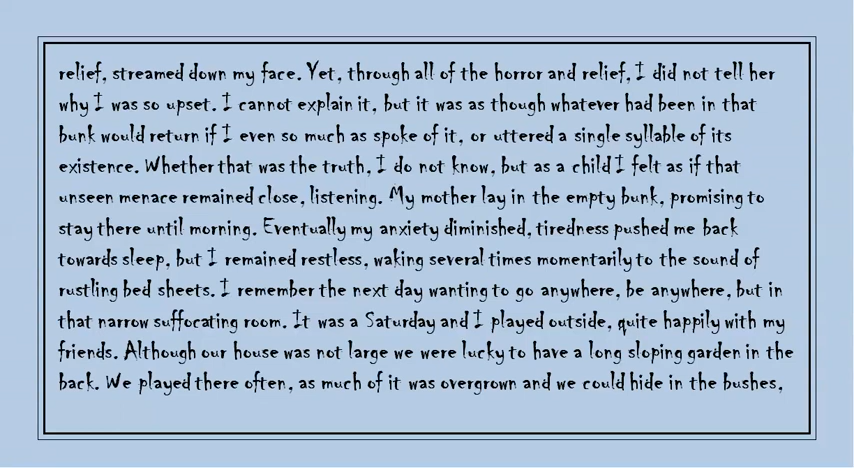 relief, streamed down my face. Yet, through all of the horror and relief, I did not tell her
why I was so upset. I cannot explain it, but it was as though whatever had been in that
bunk would return if I even so much as spoke of it, or uttered a single syllable of its
existence. Whether that was the truth, I do not know, but as a child I felt as if that
unseen menace remained close, listening. My mother lay in the empty bunk, promising to
stay there until morning. Eventually my anxiety diminished, tiredness pushed me back
towards sleep, but I remained restless, waking several times momentarily to the sound of
rustling bed sheets. I remember the next day wanting to go anywhere, be anywhere, but in
that narrow suffocating room. It was a Saturday and I played outside, quite happily with my
friends. Although our house was not large we were lucky to have a long sloping garden in the
back. We played there often, as much of it was overgrown and we could hide in the bushes,